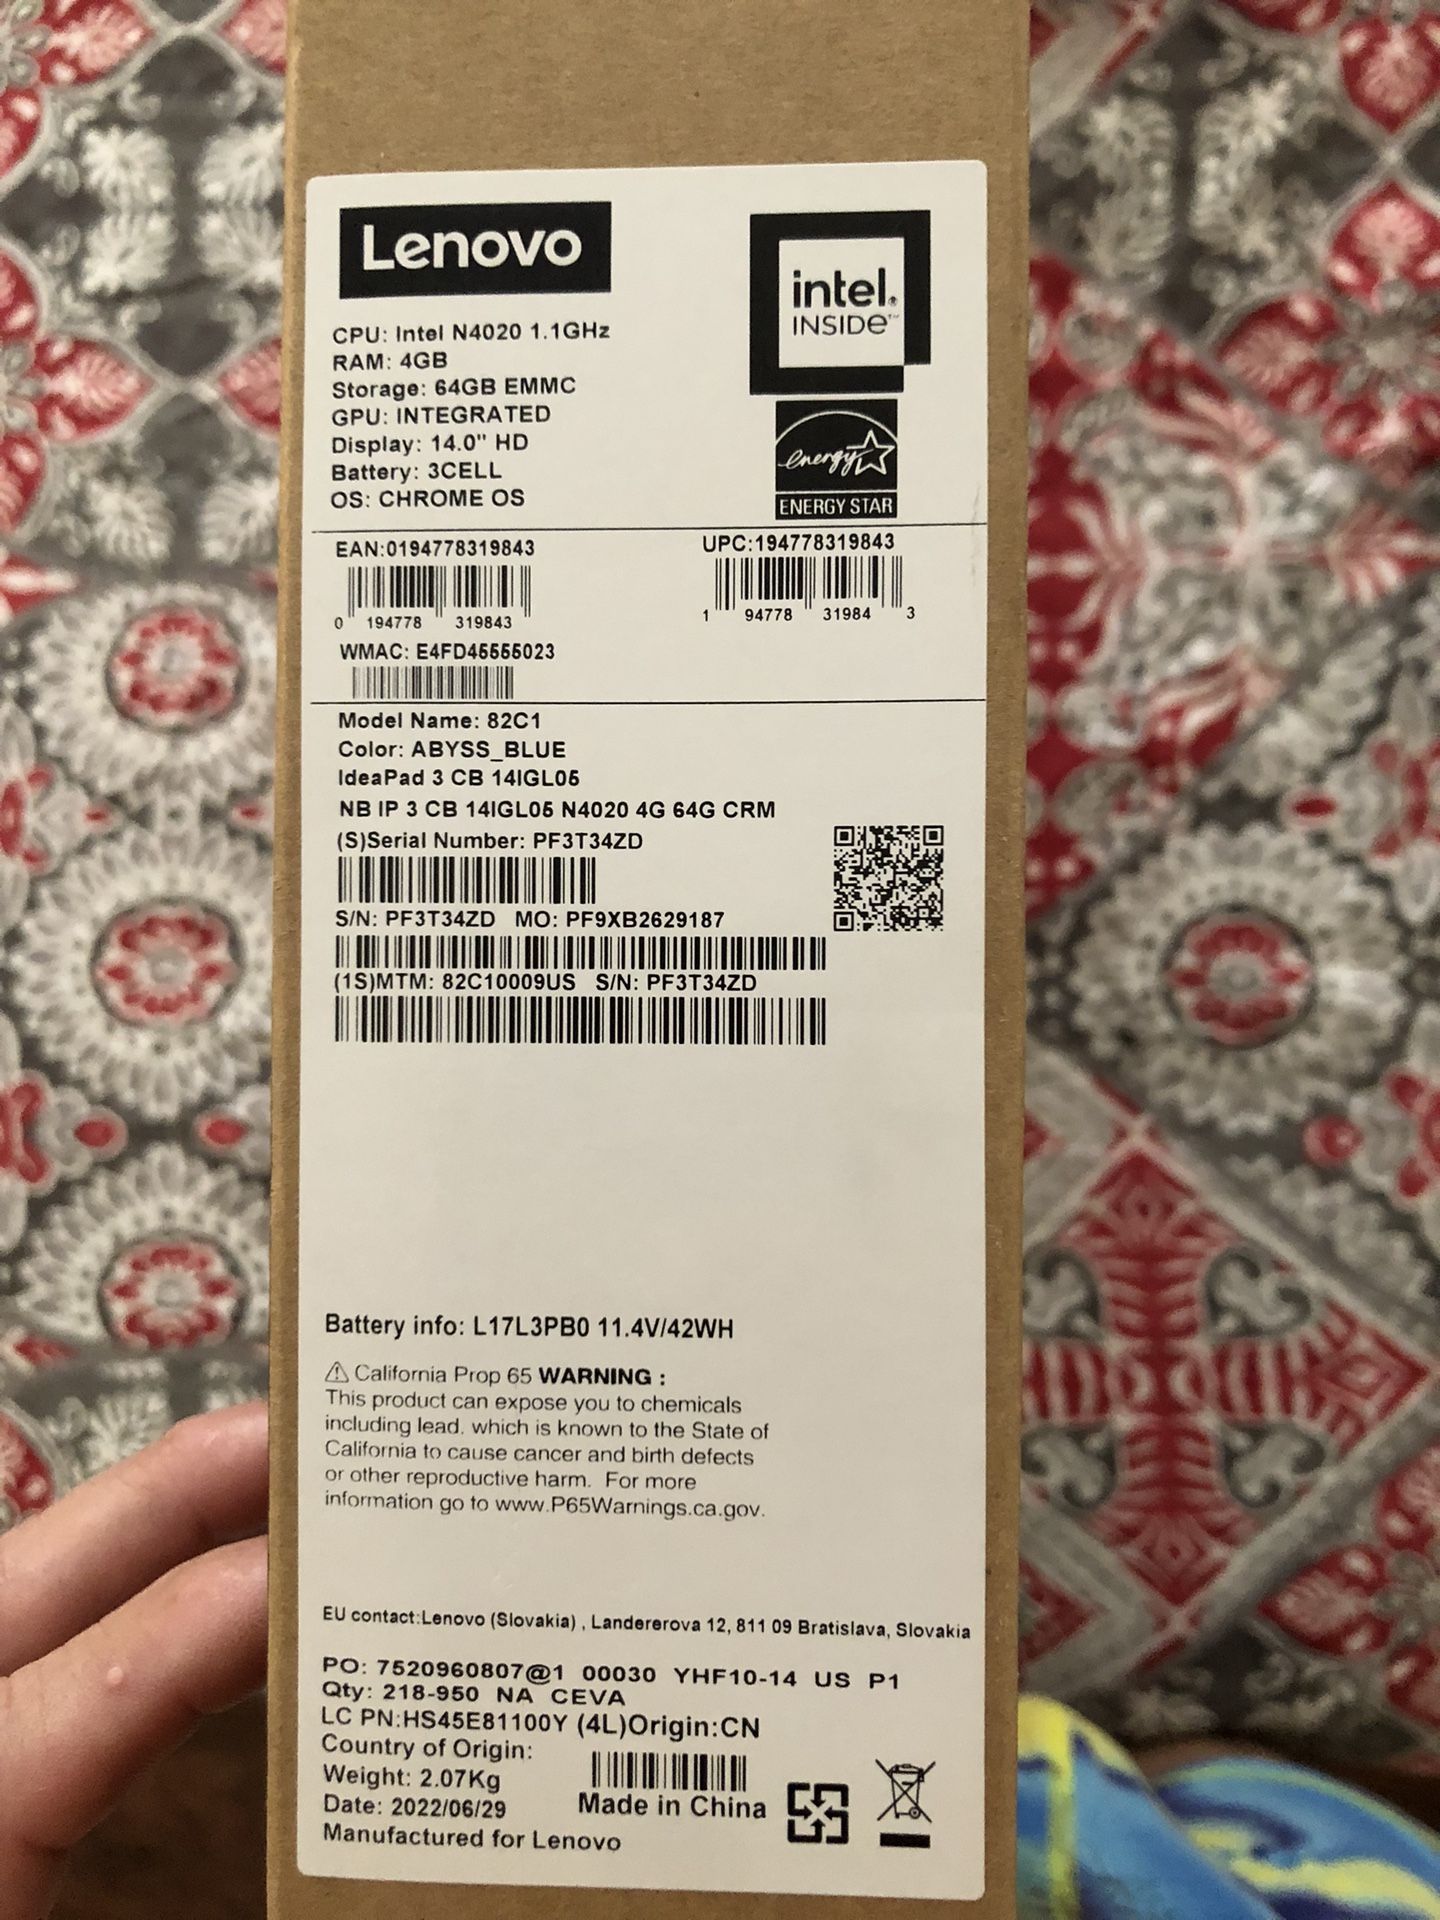 Lenovo
intel.
INSIDE™
CPU: Intel N4020 1.1GHz
RAM: 4GB
Storage: 64GB EMMC
GPU: INTEGRATED
Display: 14.0" HD
Battery: 3CELL
OS: CHROME OS
energy
ENERGY STAR
EAN:0194778319843
0 194778 319843
UPC:194778319843
1 94778 31984 3
WMAC: E4FD45555023
Model Name: 82C1
Color: ABYSS_BLUE
IdeaPad 3 CB 14IGL05
NB IP 3 CB 14IGL05 N4020 4G 64G CRM
(S)Serial Number: PF3T34ZD
S/N: PF3T34ZD MO: PF9XB2629187
(1S)MTM: 82C10009US S/N: PF3T34ZD
Battery info: L17L3PB0 11.4V/42WH
⚠ California Prop 65 WARNING :
This product can expose you to chemicals
including lead, which is known to the State of
California to cause cancer and birth defects
or other reproductive harm. For more
information go to www.P65Warnings.ca.gov.
EU contact:Lenovo (Slovakia) , Landererova 12, 811 09 Bratislava, Slovakia
PO: 7520960807@1 00030 YHF10-14 US P1
Qty: 218-950 NA CEVA
LC PN:HS45E81100Y (4L)Origin:CN
Country of Origin:
Weight: 2.07Kg
Made in China
Date: 2022/06/29
Manufactured for Lenovo